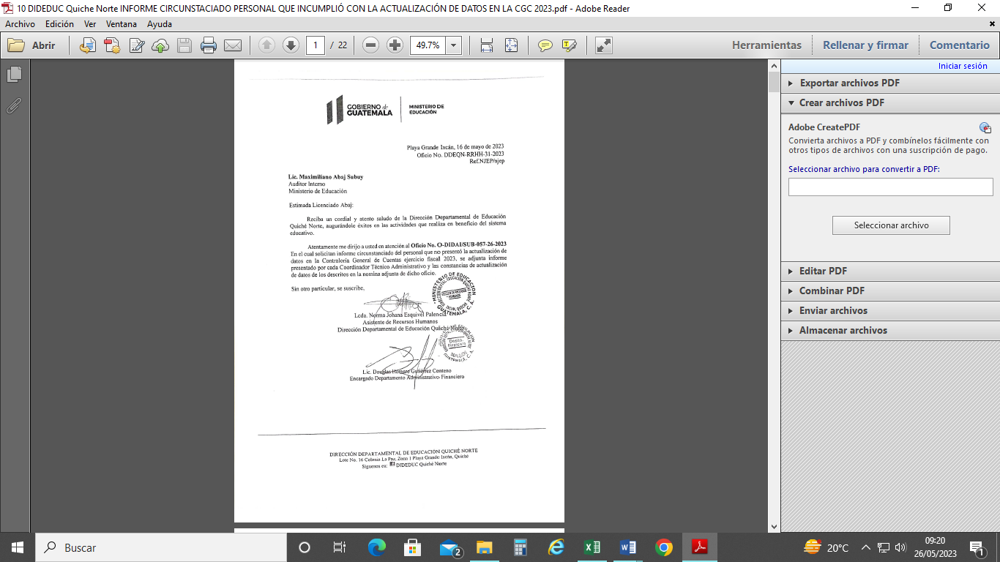 10 DIDEDUC Quiche Norte INFORME CIRCUNSTACIADO PERSONAL QUE INCUMPLIÓ CON LA ACTUALIZACIÓN DE DATOS EN LA CGC 2023.pdf - Adobe Reader
Archivo Edición Ver Ventana Ayuda
Abrir 1 / 22 49.7% Herramientas Rellenar y firmar Comentario
Iniciar sesión
Exportar archivos PDF
Crear archivos PDF
Adobe CreatePDF
Convierta archivos a PDF y combínelos fácilmente con
otros tipos de archivos con una suscripción de pago.
Seleccionar archivo para convertir a PDF:
Seleccionar archivo
Editar PDF
Combinar PDF
Enviar archivos
Almacenar archivos
GOBIERNO de
GUATEMALA
MINISTERIO DE
EDUCACIÓN
Playa Grande Ixcán, 16 de mayo de 2023
Oficio No. DDEQN-RRHH-31-2023
Ref.NJEP/njep
Lic. Maximiliano Abaj Subuy
Auditor Interno
Ministerio de Educación
Estimada Licenciado Abaj:
Reciba un cordial y atento saludo de la Dirección Departamental de Educación
Quiché Norte, augurándole éxitos en las actividades que realiza en beneficio del sistema
educativo.
Atentamente me dirijo a usted en atención al Oficio No. O-DIDAI/SUB-057-26-2023
En el cual solicitan informe circunstanciado del personal que no presentó la actualización de
datos en la Contraloría General de Cuentas ejercicio fiscal 2023, se adjunta informe
presentado por cada Coordinador Técnico Administrativo y las constancias de actualización
de datos de los descritos en la nomina adjunta de dicho oficio.
Sin otro particular, se suscribe,
MINISTERIO DE EDUCACION
GUATEMALA, C. A.
Lcda. Norma Johana Esquivel Palencia
Asistente de Recursos Humanos
Dirección Departamental de Educación Quiché Norte
Depto.
GUATEMALA, C. A.
Lic. Douglas Homero Gutiérrez Centeno
Encargado Departamento Administrativo- Financiero
DIRECCIÓN DEPARTAMENTAL DE EDUCACION QUICHÉ NORTE
Lote No. 16 Colonia La Paz, Zona 1 Playa Grande Ixcán, Quiché
Siguenos en: DIDEDUC Quiché Norte
Buscar
2
20°C
09:20
26/05/2023
1